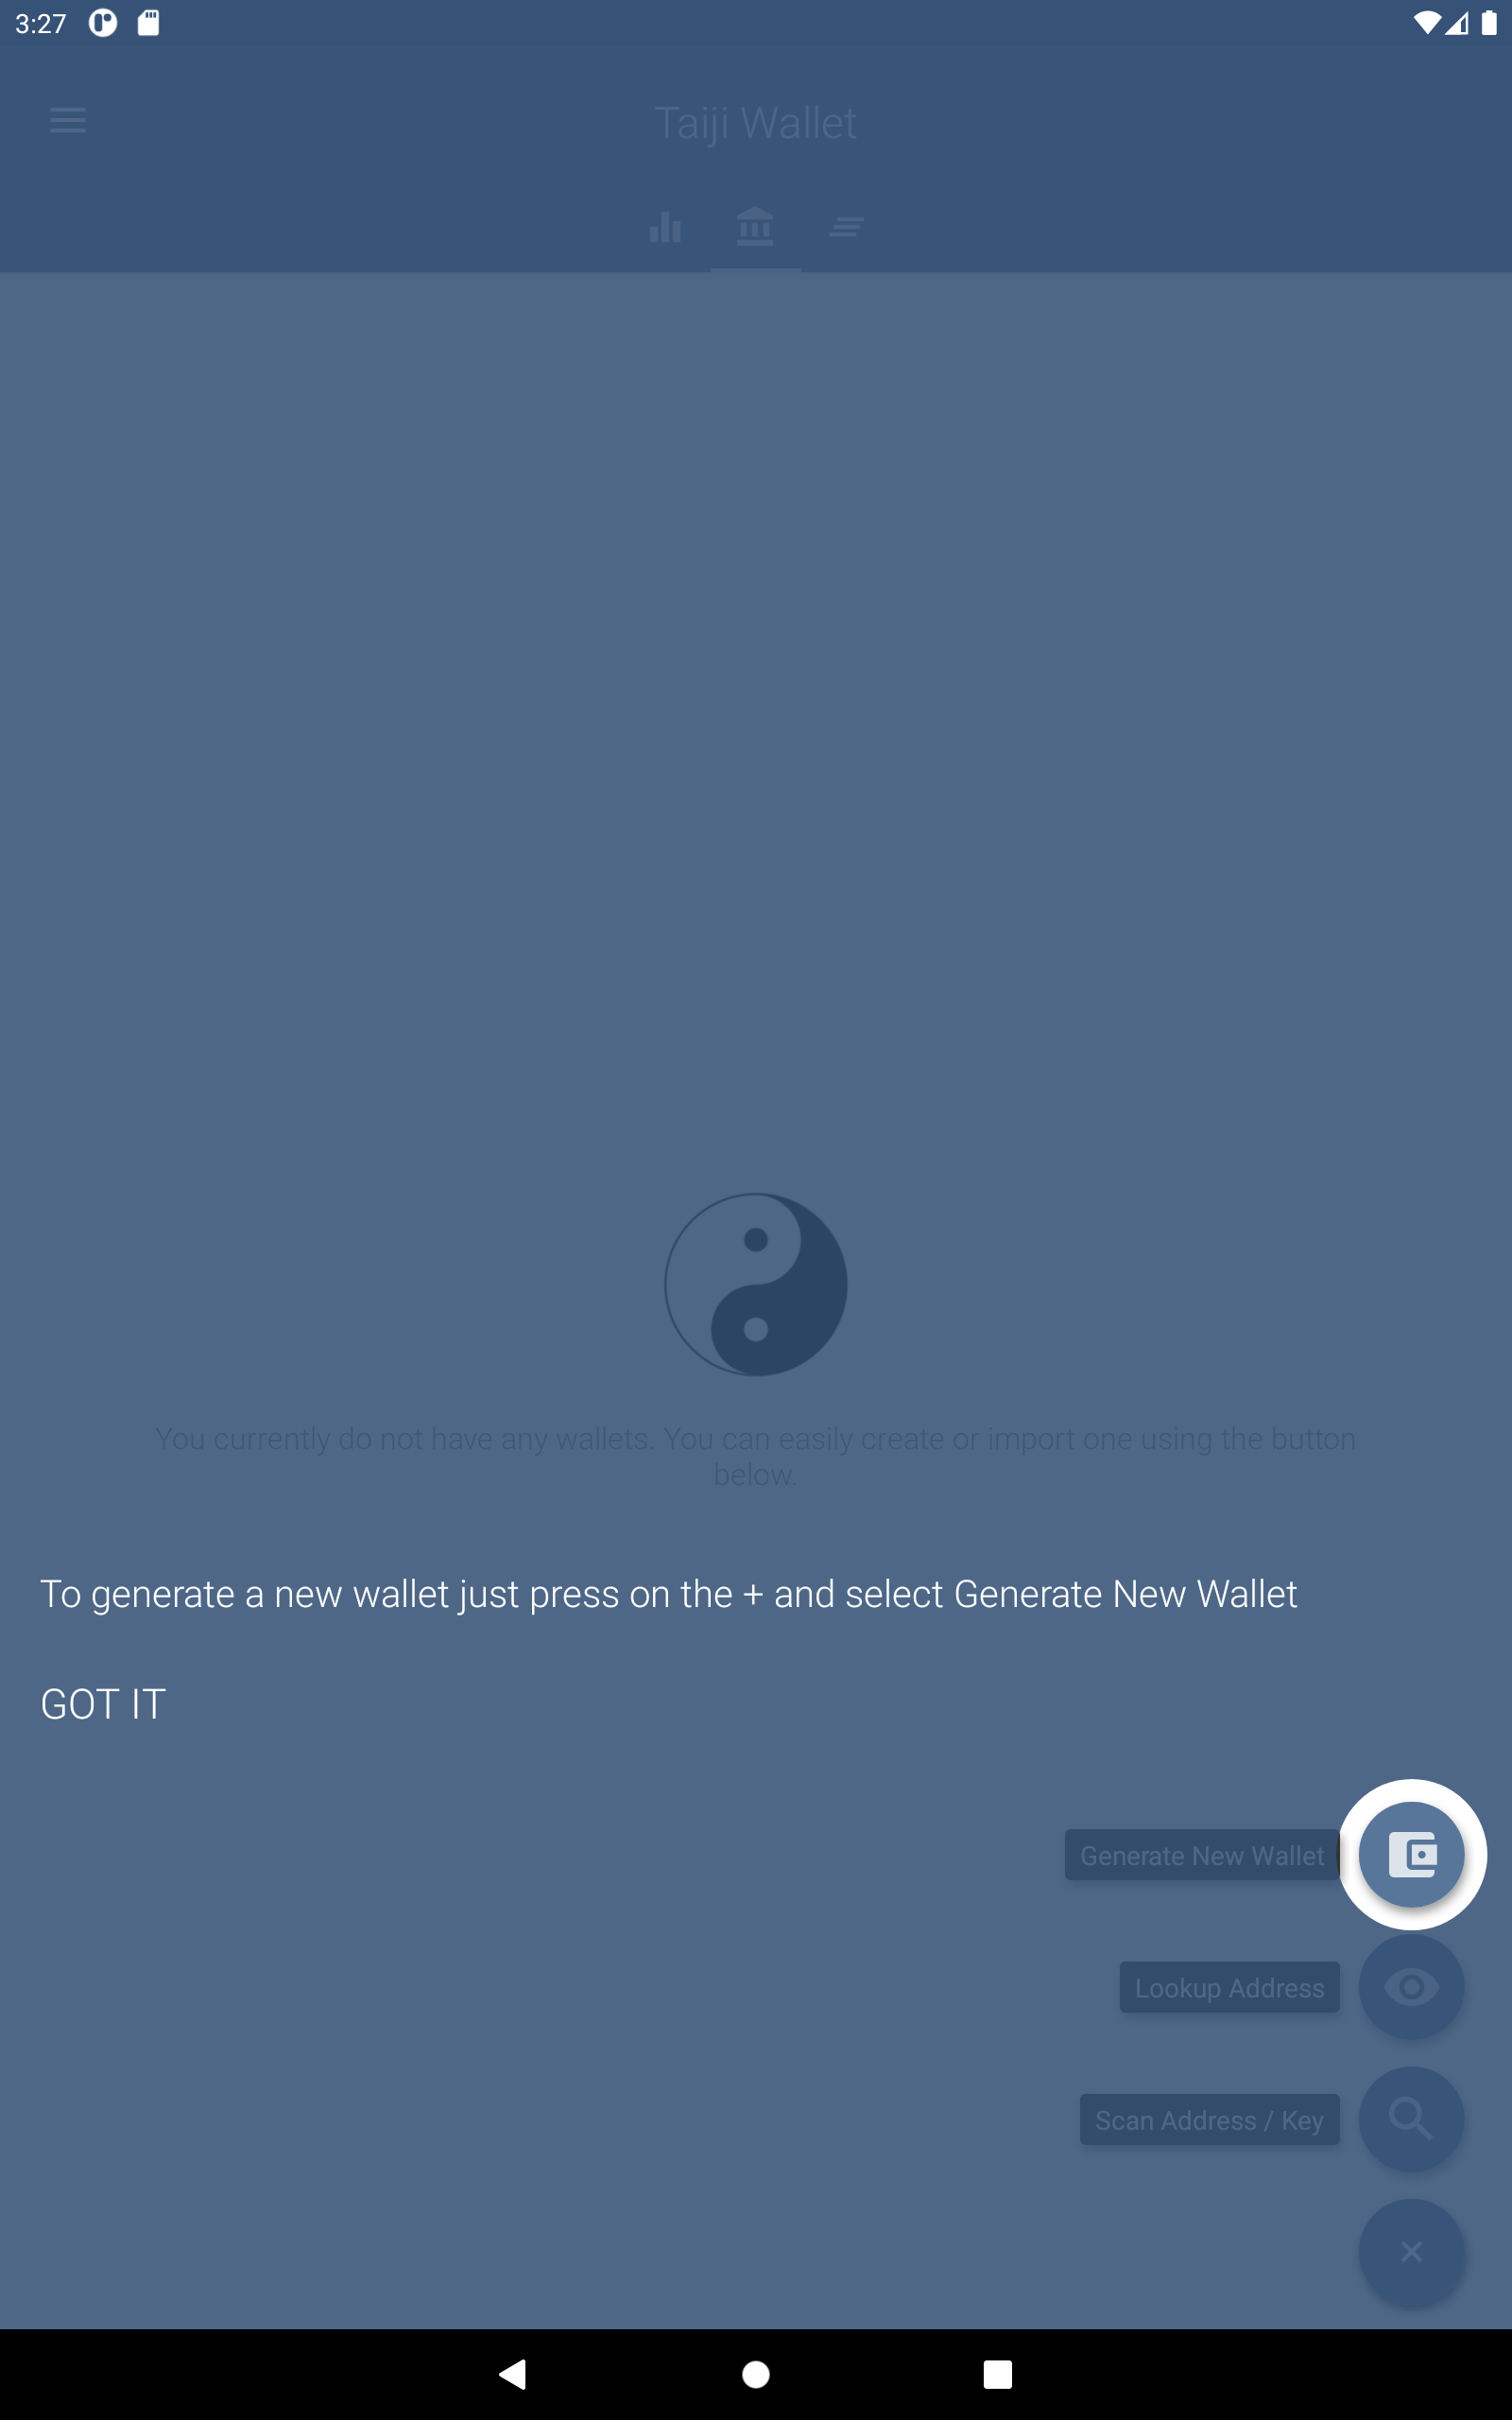 3:27
Taiji Wallet
You currently do not have any wallets. You can easily create or import one using the button
below.
To generate a new wallet just press on the + and select Generate New Wallet
GOT IT
Generate New Wallet
Lookup Address
Scan Address / Key